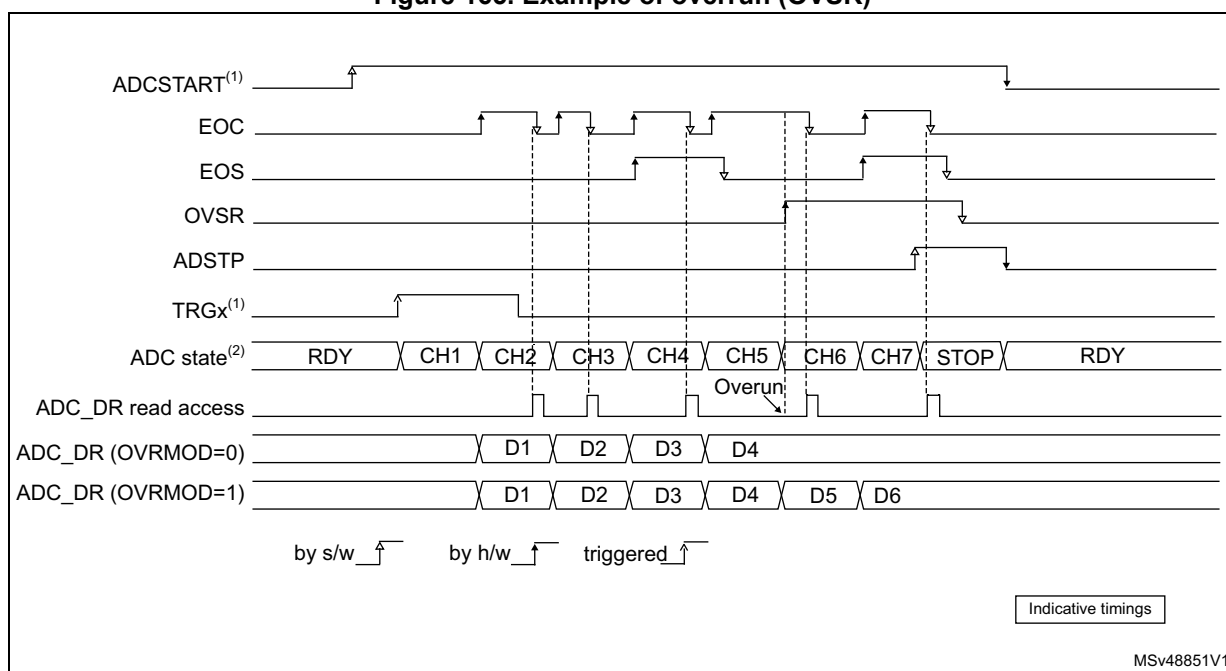 Figure 103. Example of overrun (OVSR)
ADCSTART(1)
EOC
EOS
OVSR
ADSTP
TRGx(1)
ADC state(2) RDY CH1 CH2 CH3 CH4 CH5 CH6 CH7 STOP RDY
Overun
ADC_DR read access
ADC_DR (OVRMOD=0) D1 D2 D3 D4
ADC_DR (OVRMOD=1) D1 D2 D3 D4 D5 D6
by s/w by h/w triggered
Indicative timings
MSv48851V1